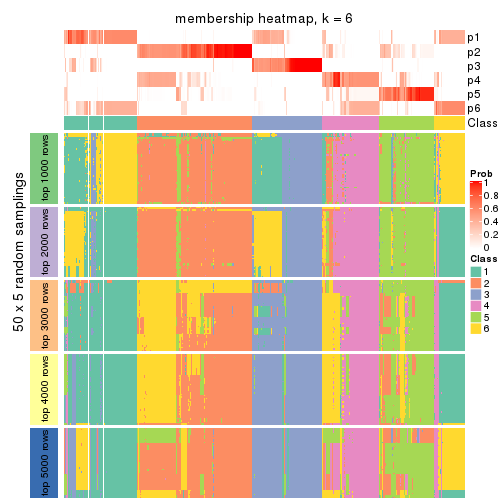 membership heatmap, k = 6
p1
p2
p3
p4
p5
p6
Class
50 x 5 random samplings
top 1000 rows
top 2000 rows
top 3000 rows
top 4000 rows
top 5000 rows
Prob
1
0.8
0.6
0.4
0.2
0
Class
1
2
3
4
5
6